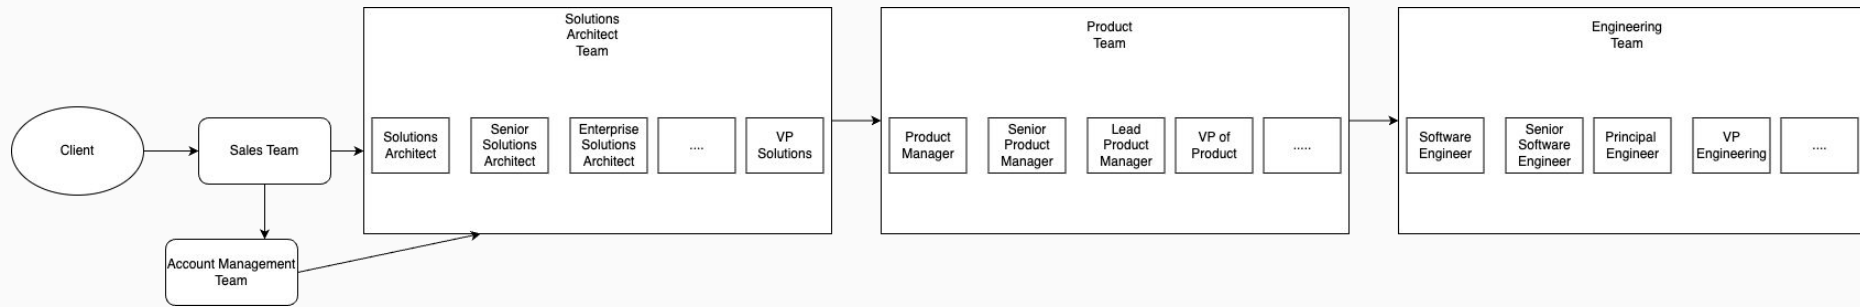 Client
Sales Team
Account Management
Team
Solutions
Architect
Team
Solutions
Architect
Senior
Solutions
Architect
Enterprise
Solutions
Architect
....
VP
Solutions
Product
Team
Product
Manager
Senior
Product
Manager
Lead
Product
Manager
VP of
Product
.....
Engineering
Team
Software
Engineer
Senior
Software
Engineer
Principal
Engineer
VP
Engineering
....